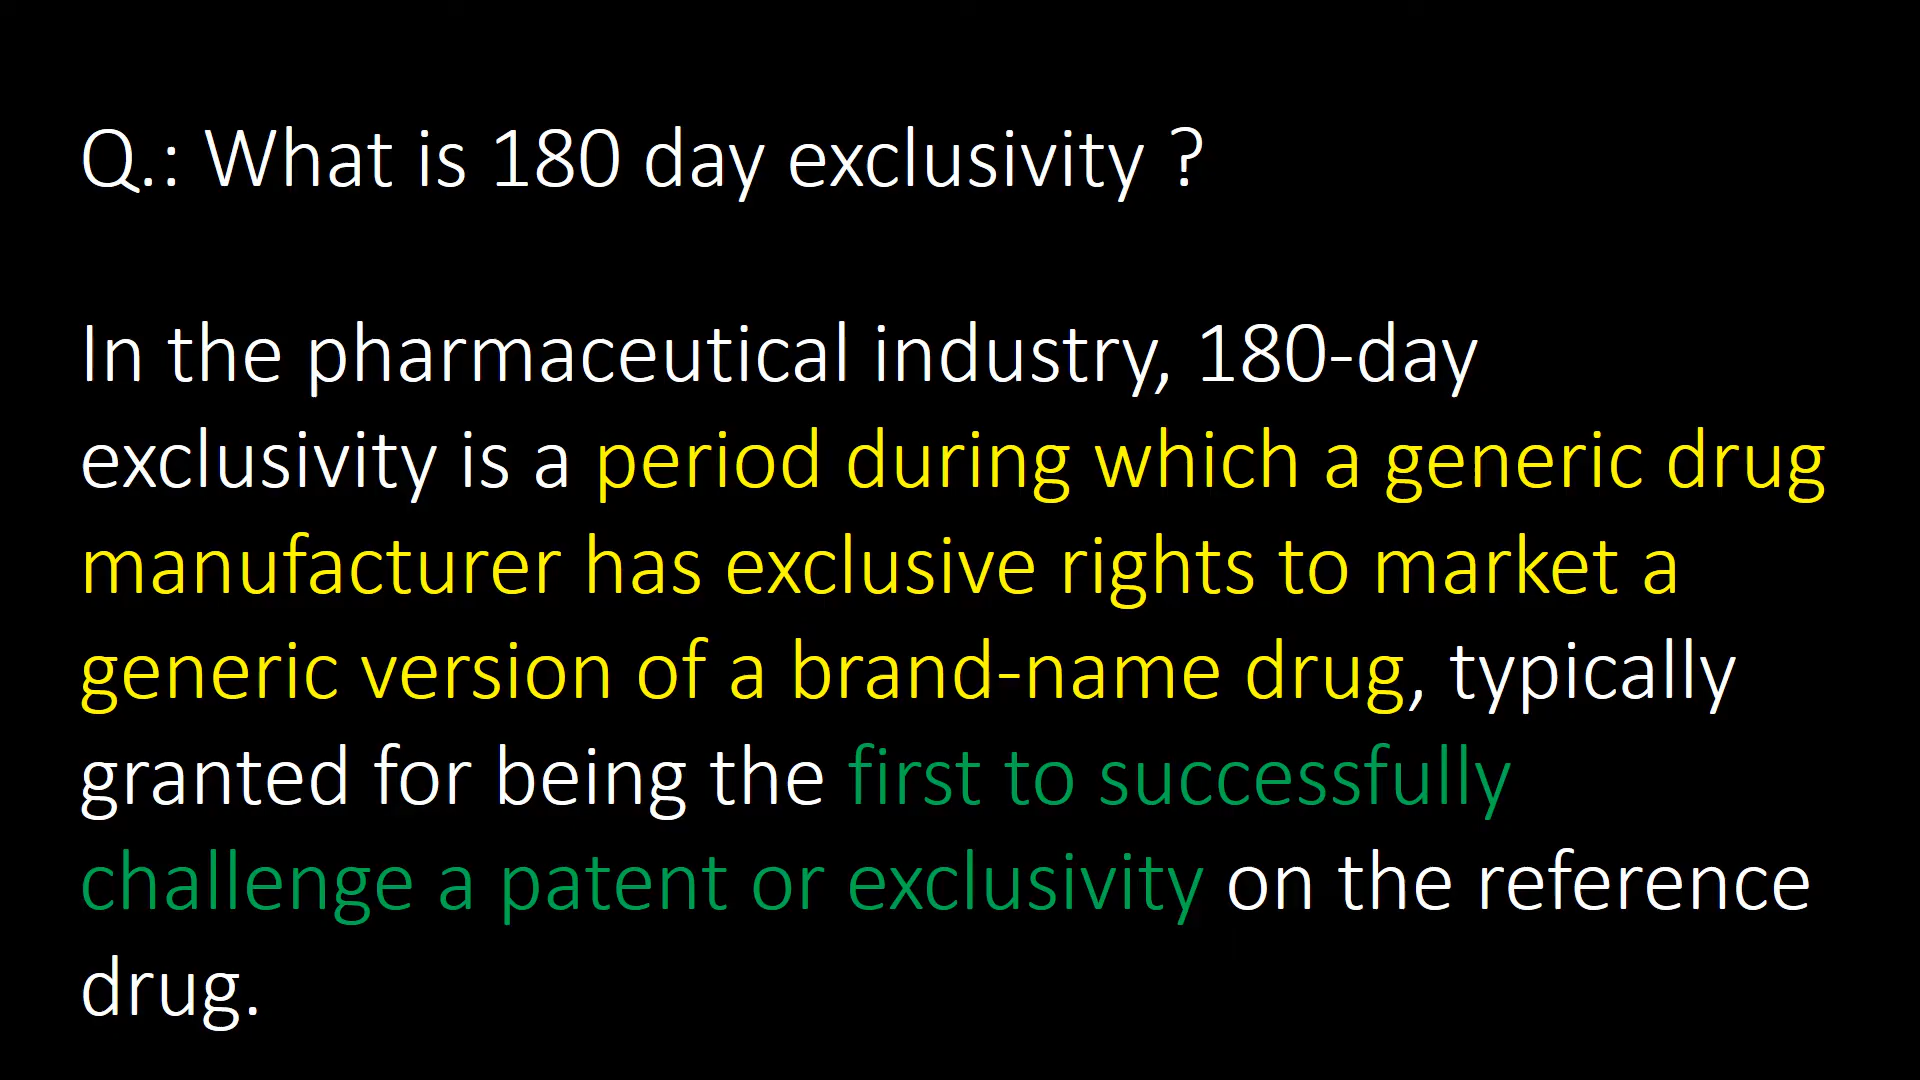 Q.: What is 180 day exclusivity ?
In the pharmaceutical industry, 180-day
exclusivity is a period during which a generic drug
manufacturer has exclusive rights to market a
generic version of a brand-name drug, typically
granted for being the first to successfully
challenge a patent or exclusivity on the reference
drug.